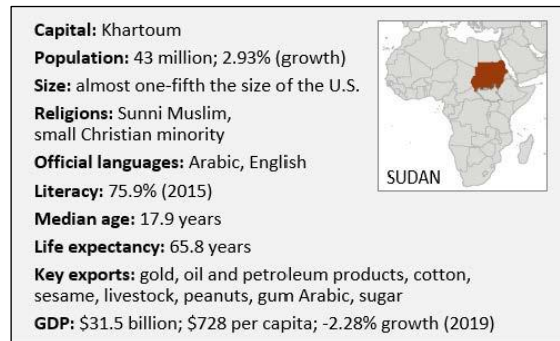 Capital: Khartoum
Population: 43 million; 2.93% (growth)
Size: almost one-fifth the size of the U.S.
Religions: Sunni Muslim,
small Christian minority
Official languages: Arabic, English
Literacy: 75.9% (2015)
Median age: 17.9 years
Life expectancy: 65.8 years
Key exports: gold, oil and petroleum products, cotton,
sesame, livestock, peanuts, gum Arabic, sugar
GDP: $31.5 billion; $728 per capita; -2.28% growth (2019)
SUDAN